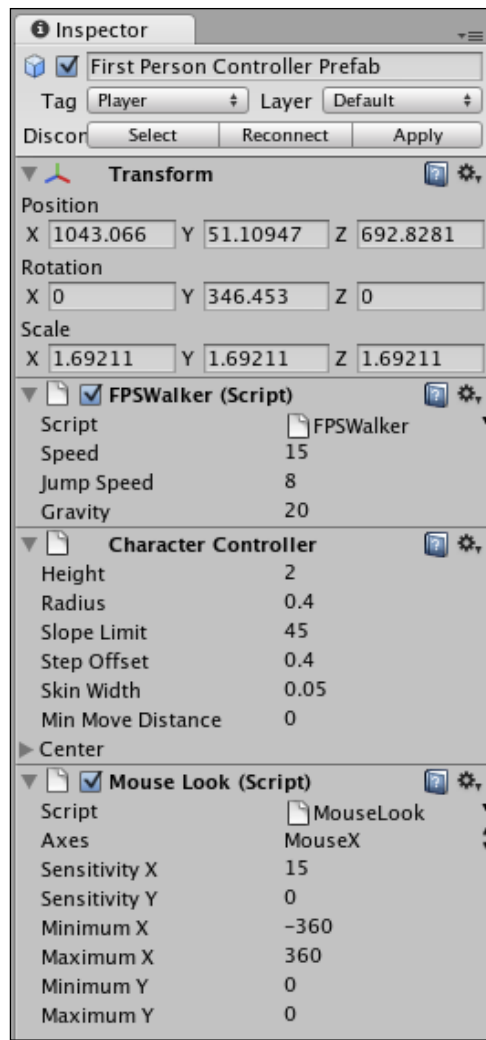 Inspector
First Person Controller Prefab
Tag Player Layer Default
Discon Select Reconnect Apply
Transform
Position
X 1043.066 Y 51.10947 Z 692.8281
Rotation
X 0 Y 346.453 Z 0
Scale
X 1.69211 Y 1.69211 Z 1.69211
FPSWalker (Script)
Script FPSWalker
Speed 15
Jump Speed 8
Gravity 20
Character Controller
Height 2
Radius 0.4
Slope Limit 45
Step Offset 0.4
Skin Width 0.05
Min Move Distance 0
Center
Mouse Look (Script)
Script MouseLook
Axes MouseX
Sensitivity X 15
Sensitivity Y 0
Minimum X -360
Maximum X 360
Minimum Y 0
Maximum Y 0